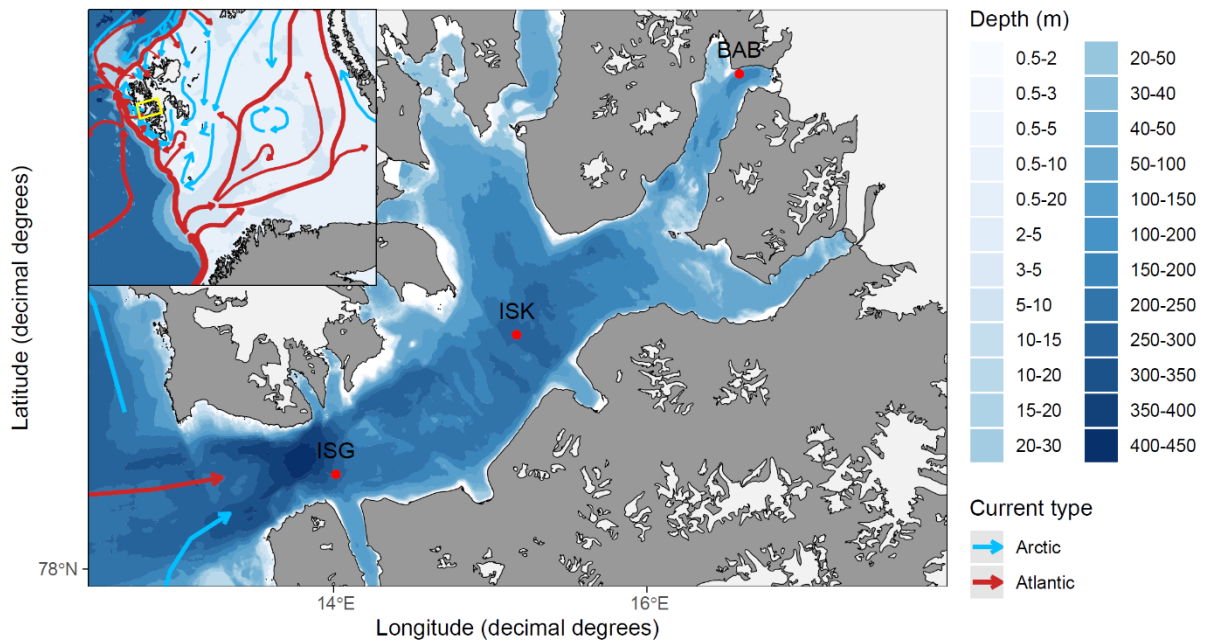 BAB
ISK
ISG
Latitude (decimal degrees)
78°N
14°E
16°E
Longitude (decimal degrees)
Depth (m)
0.5-2
0.5-3
0.5-5
0.5-10
0.5-20
2-5
3-5
5-10
10-15
10-20
15-20
20-30
20-50
30-40
40-50
50-100
100-150
100-200
150-200
200-250
250-300
300-350
350-400
400-450
Current type
Arctic
Atlantic